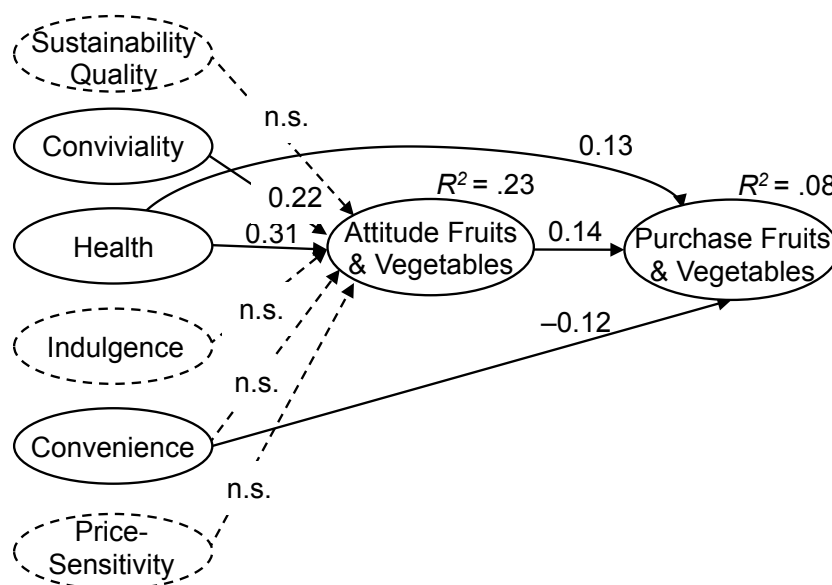 Sustainability
Quality
n.s.
Conviviality
0.13
0.22
R² = .23
R² = .08
Health
0.31
Attitude Fruits
& Vegetables
0.14
Purchase Fruits
& Vegetables
n.s.
Indulgence
–0.12
n.s.
Convenience
n.s.
Price-
Sensitivity